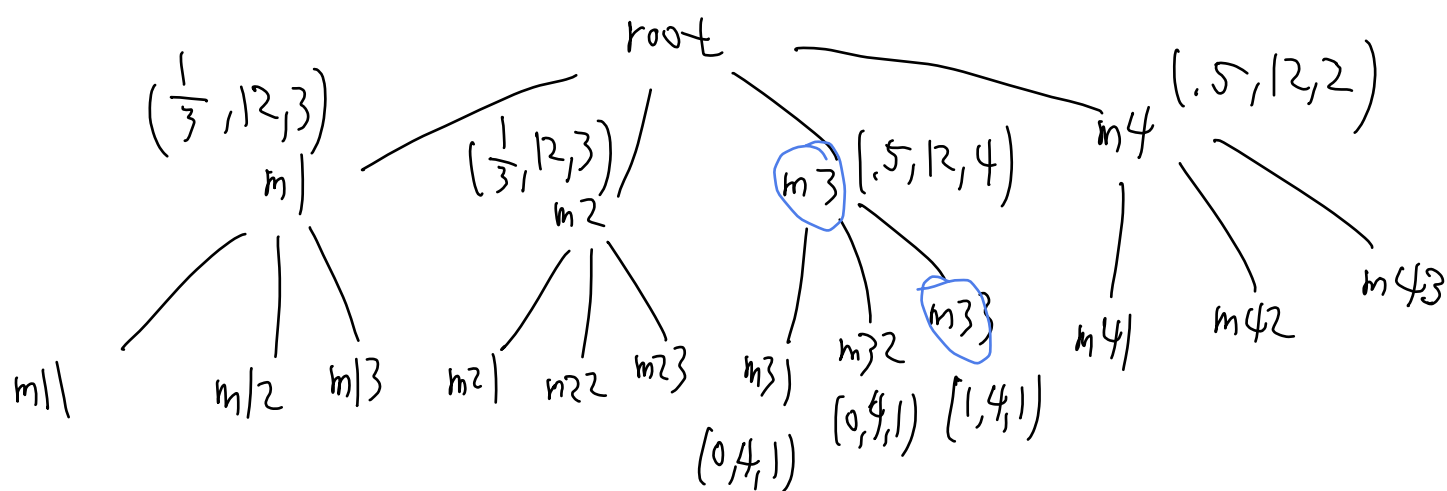 root
(1/3, 12, 3)
m1
(1/3, 12, 3)
m2
m3 (.5, 12, 4)
m4 (.5, 12, 2)
m11
m12
m13
m21
m22
m23
m31
(0, 4, 1)
m32
(0, 4, 1)
m33
(1, 4, 1)
m41
m42
m43